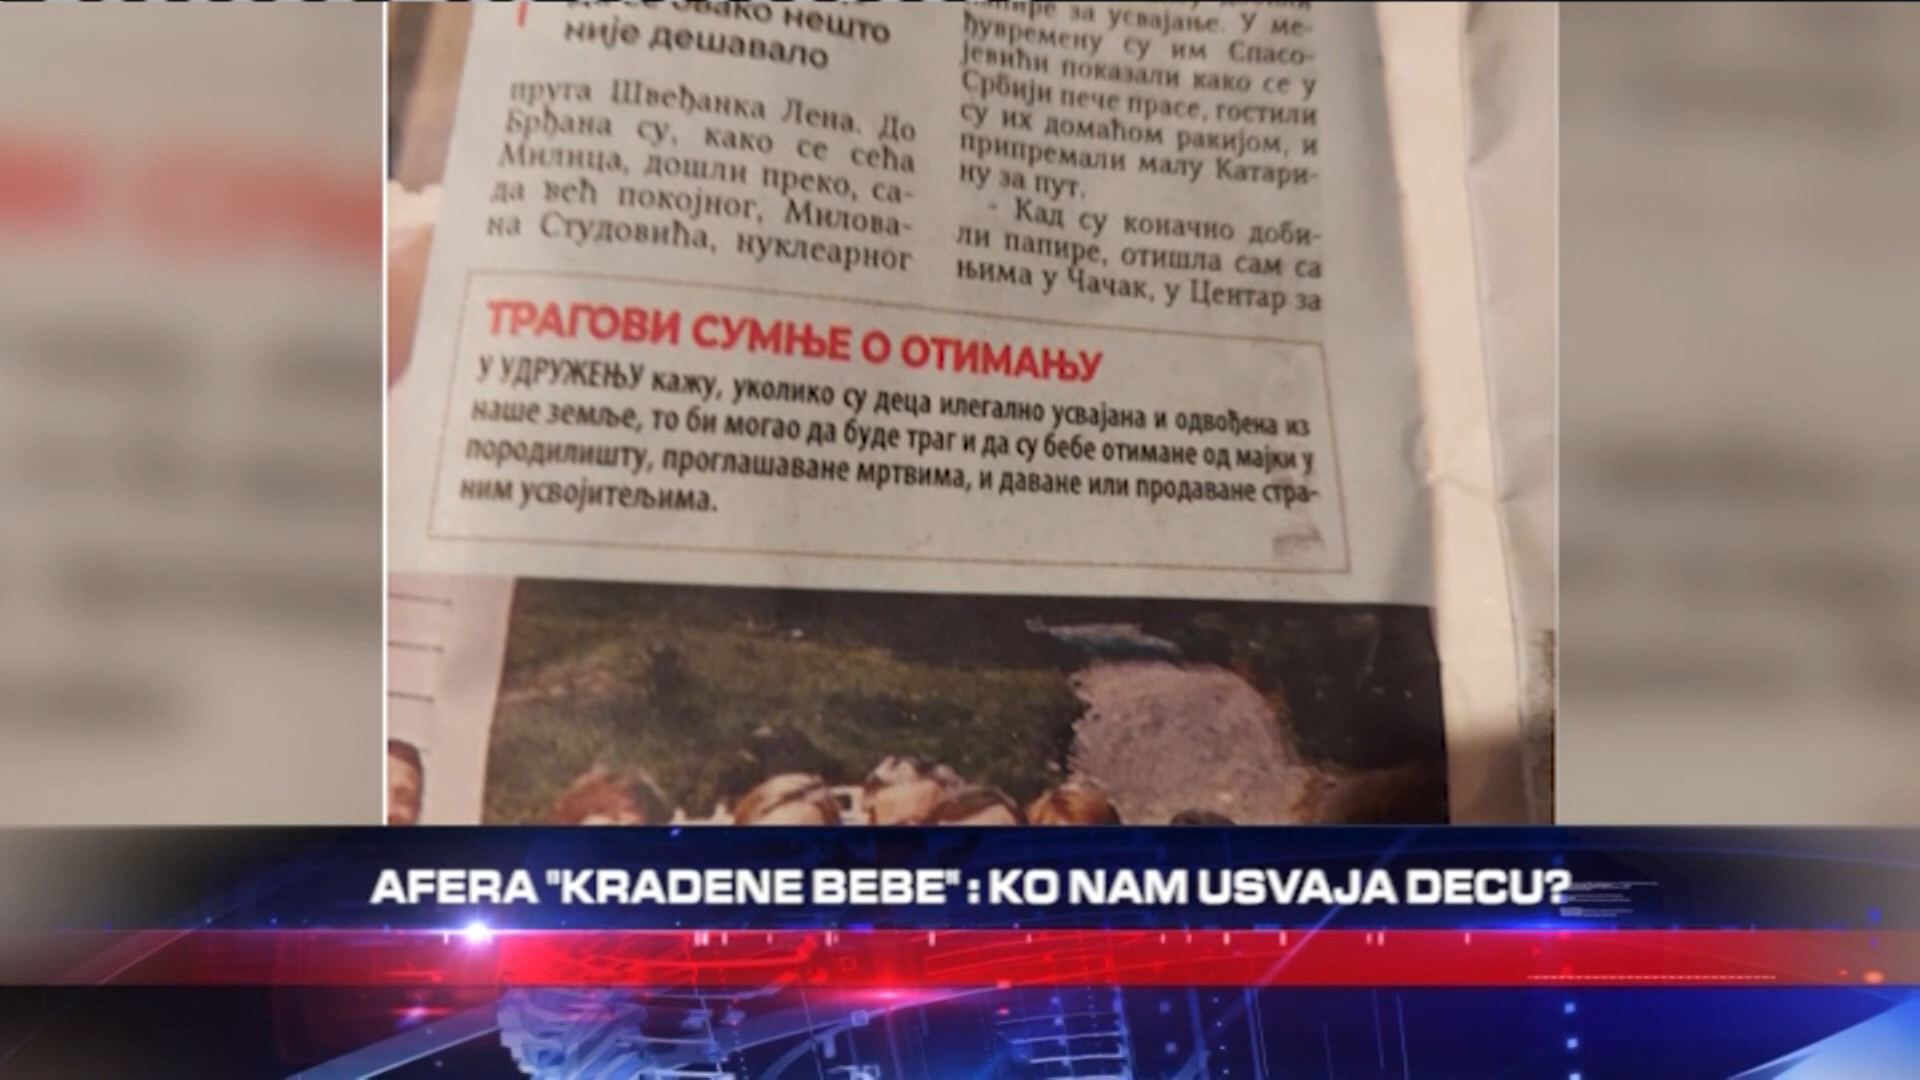 овако нешто
није дешавало
пруга Швеђанка Лена. До
Брђана су, како се сећа
Милица, дошли преко, са-
да већ покојног, Милова-
на Студовића, нуклеарног
за усвајање. У ме-
ђувремену су им Спасо-
јевићи показали како се у
Србији пече прасе, гостили
су их домаћом ракијом, и
припремали малу Катари-
ну за пут.
- Кад су коначно доби-
ли папире, отишла сам са
њима у Чачак, у Центар за
ТРАГОВИ СУМЊЕ О ОТИМАЊУ
У УДРУЖЕЊУ кажу, уколико су деца илегално усвајана и одвођена из
наше земље, то би могао да буде траг и да су бебе отимане од мајки у
породилишту, проглашаване мртвима, и даване или продаване стра-
ним усвојитељима.
AFERA "KRADENE BEBE" : KO NAM USVAJA DECU?